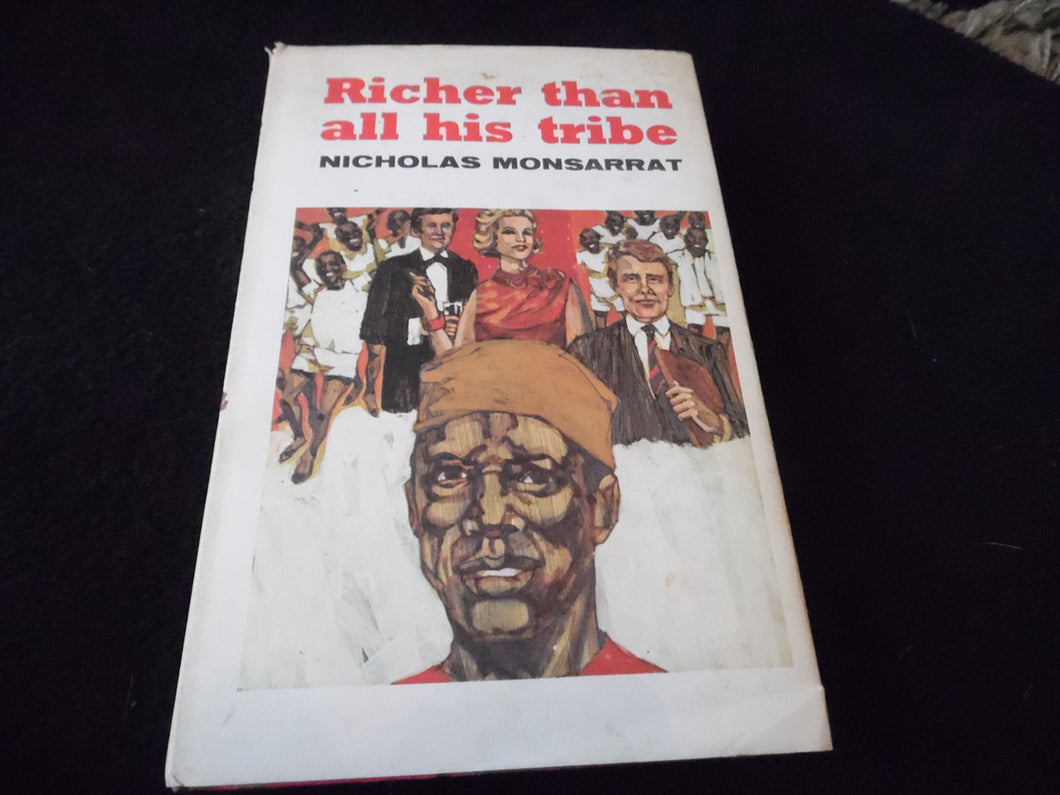 Richer than
all his tribe
NICHOLAS MONSARRAT